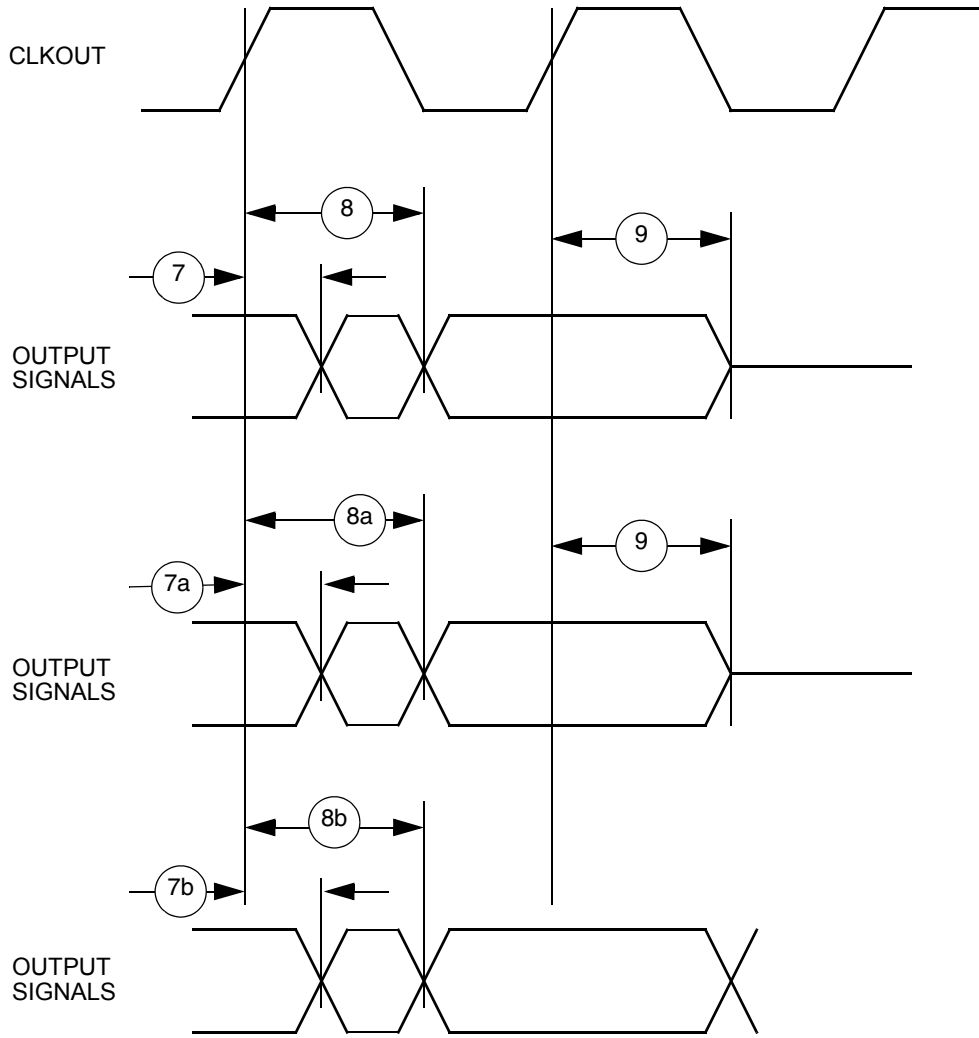 CLKOUT
8
9
7
OUTPUT
SIGNALS
8a
9
7a
OUTPUT
SIGNALS
8b
7b
OUTPUT
SIGNALS